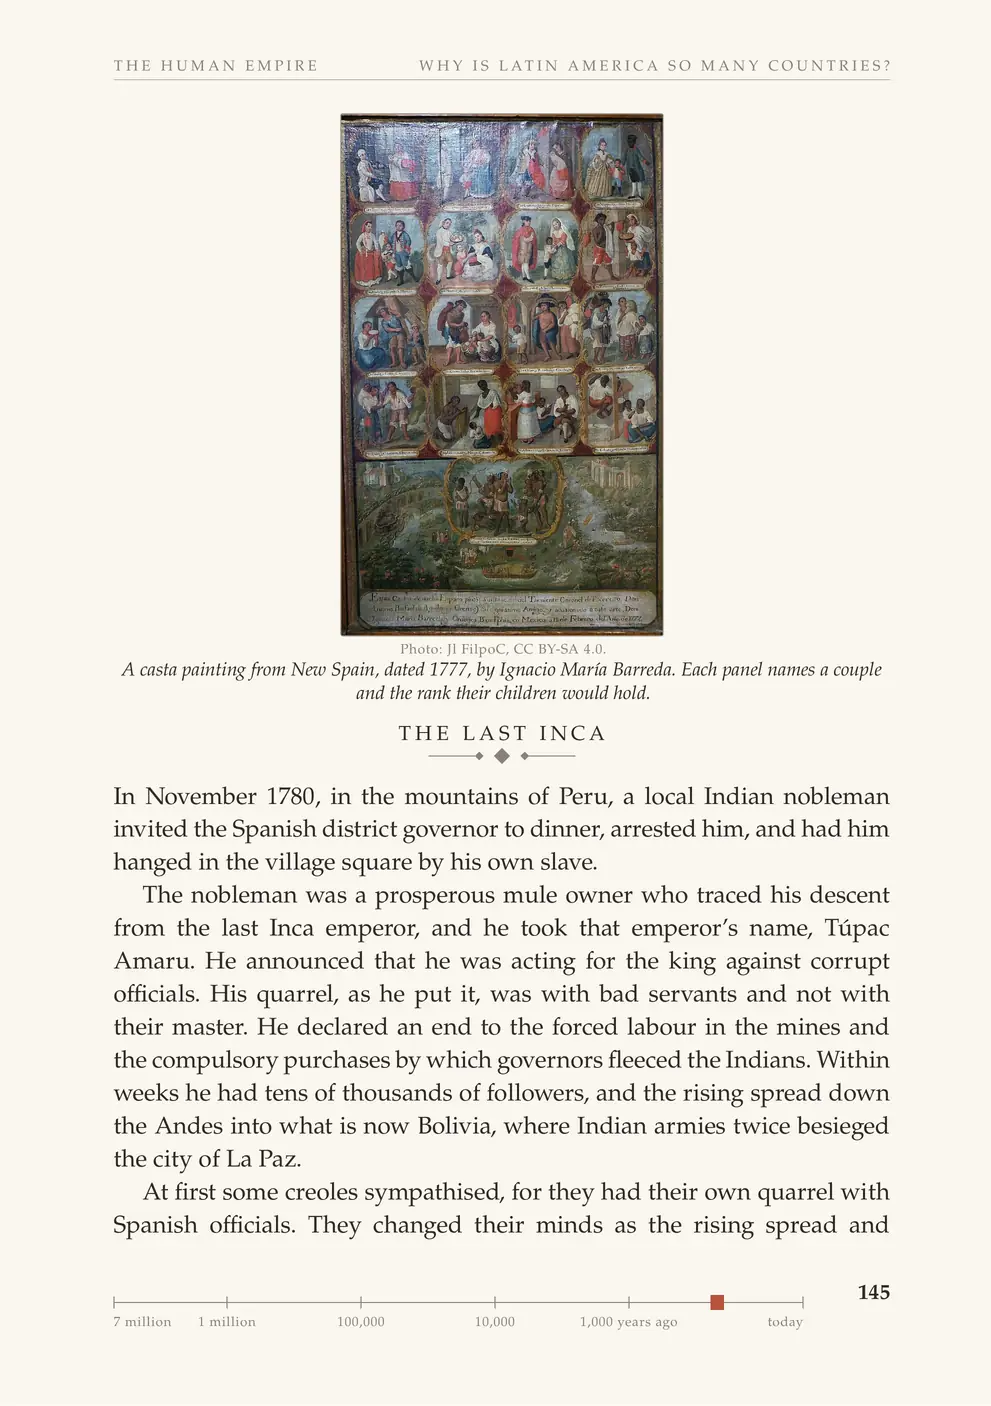 THE HUMAN EMPIRE
WHY IS LATIN AMERICA SO MANY COUNTRIES?
Photo: Jl FilpoC, CC BY-SA 4.0.
A casta painting from New Spain, dated 1777, by Ignacio María Barreda. Each panel names a couple
and the rank their children would hold.
THE LAST INCA
In November 1780, in the mountains of Peru, a local Indian nobleman
invited the Spanish district governor to dinner, arrested him, and had him
hanged in the village square by his own slave.
The nobleman was a prosperous mule owner who traced his descent
from the last Inca emperor, and he took that emperor’s name, Túpac
Amaru. He announced that he was acting for the king against corrupt
officials. His quarrel, as he put it, was with bad servants and not with
their master. He declared an end to the forced labour in the mines and
the compulsory purchases by which governors fleeced the Indians. Within
weeks he had tens of thousands of followers, and the rising spread down
the Andes into what is now Bolivia, where Indian armies twice besieged
the city of La Paz.
At first some creoles sympathised, for they had their own quarrel with
Spanish officials. They changed their minds as the rising spread and
145
7 million 1 million 100,000 10,000 1,000 years ago today